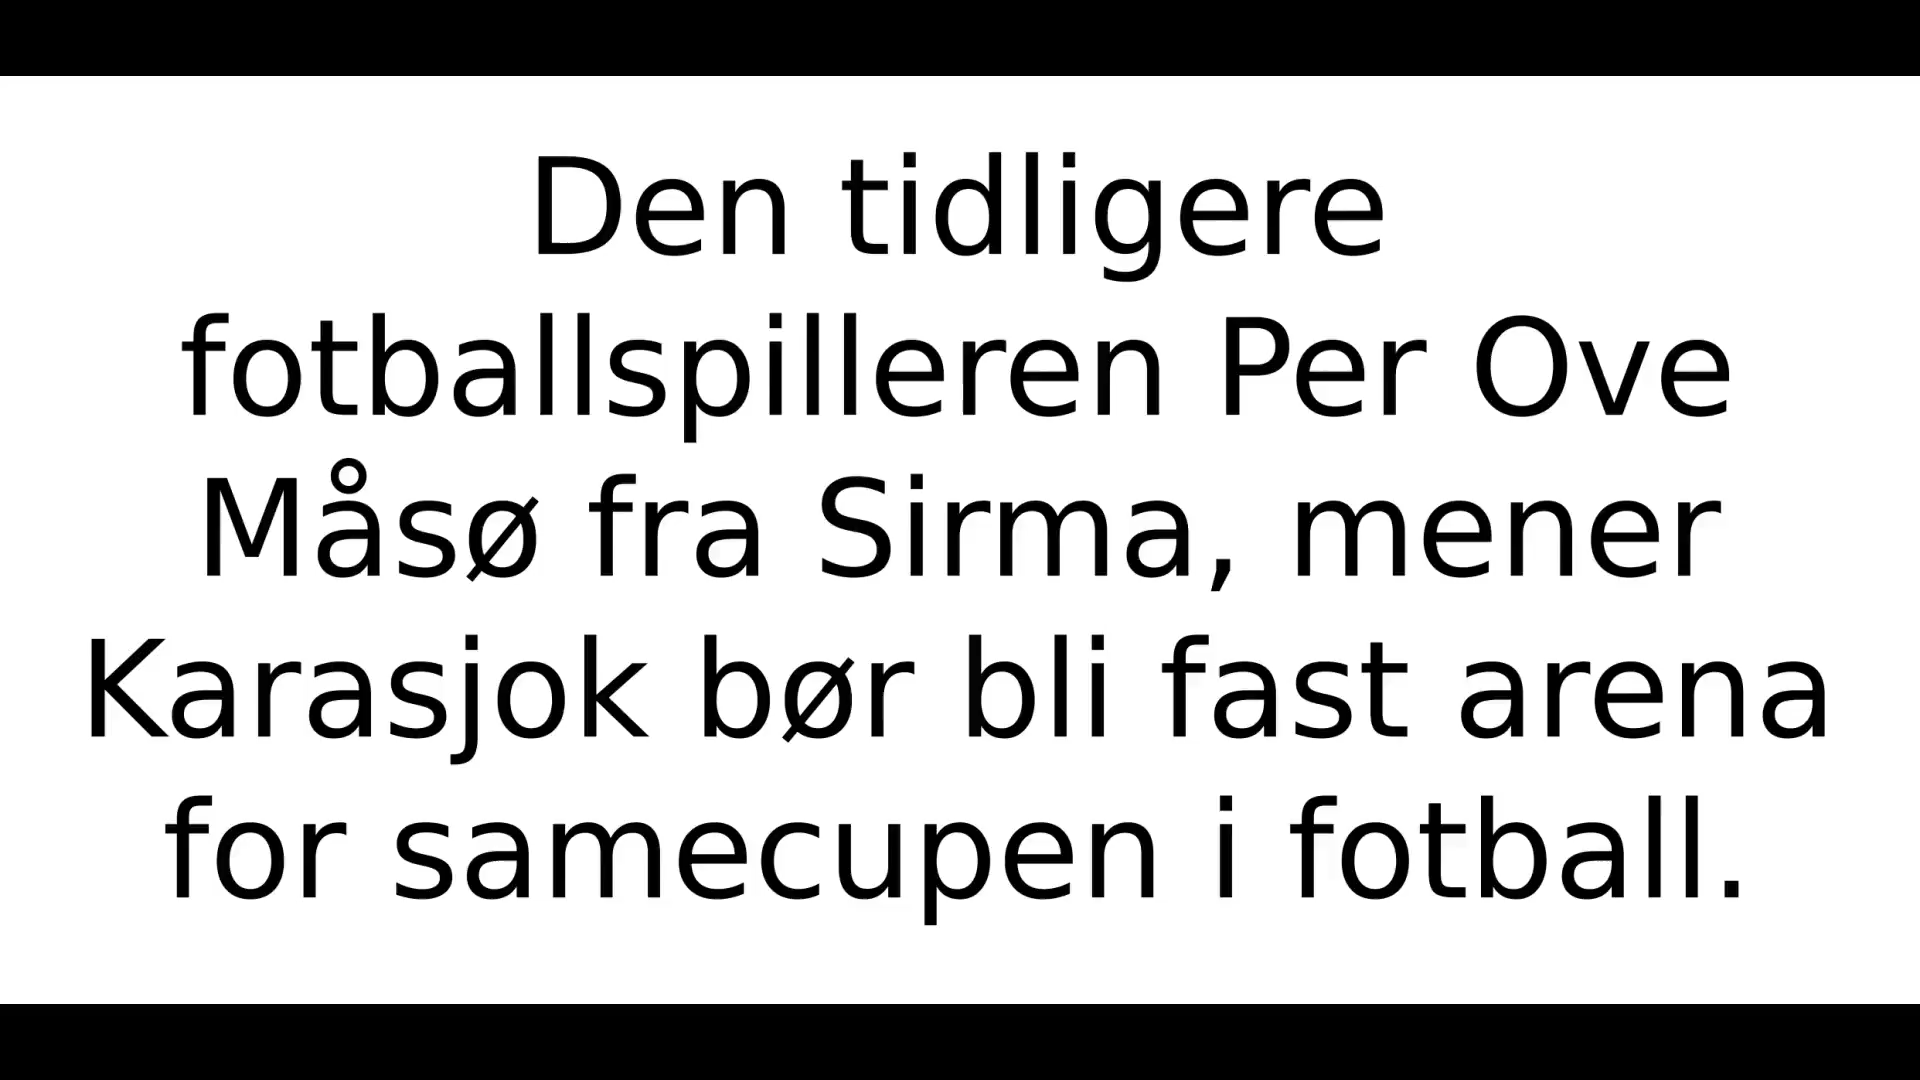 Den tidligere
fotballspilleren Per Ove
Måsø fra Sirma, mener
Karasjok bør bli fast arena
for samecupen i fotball.